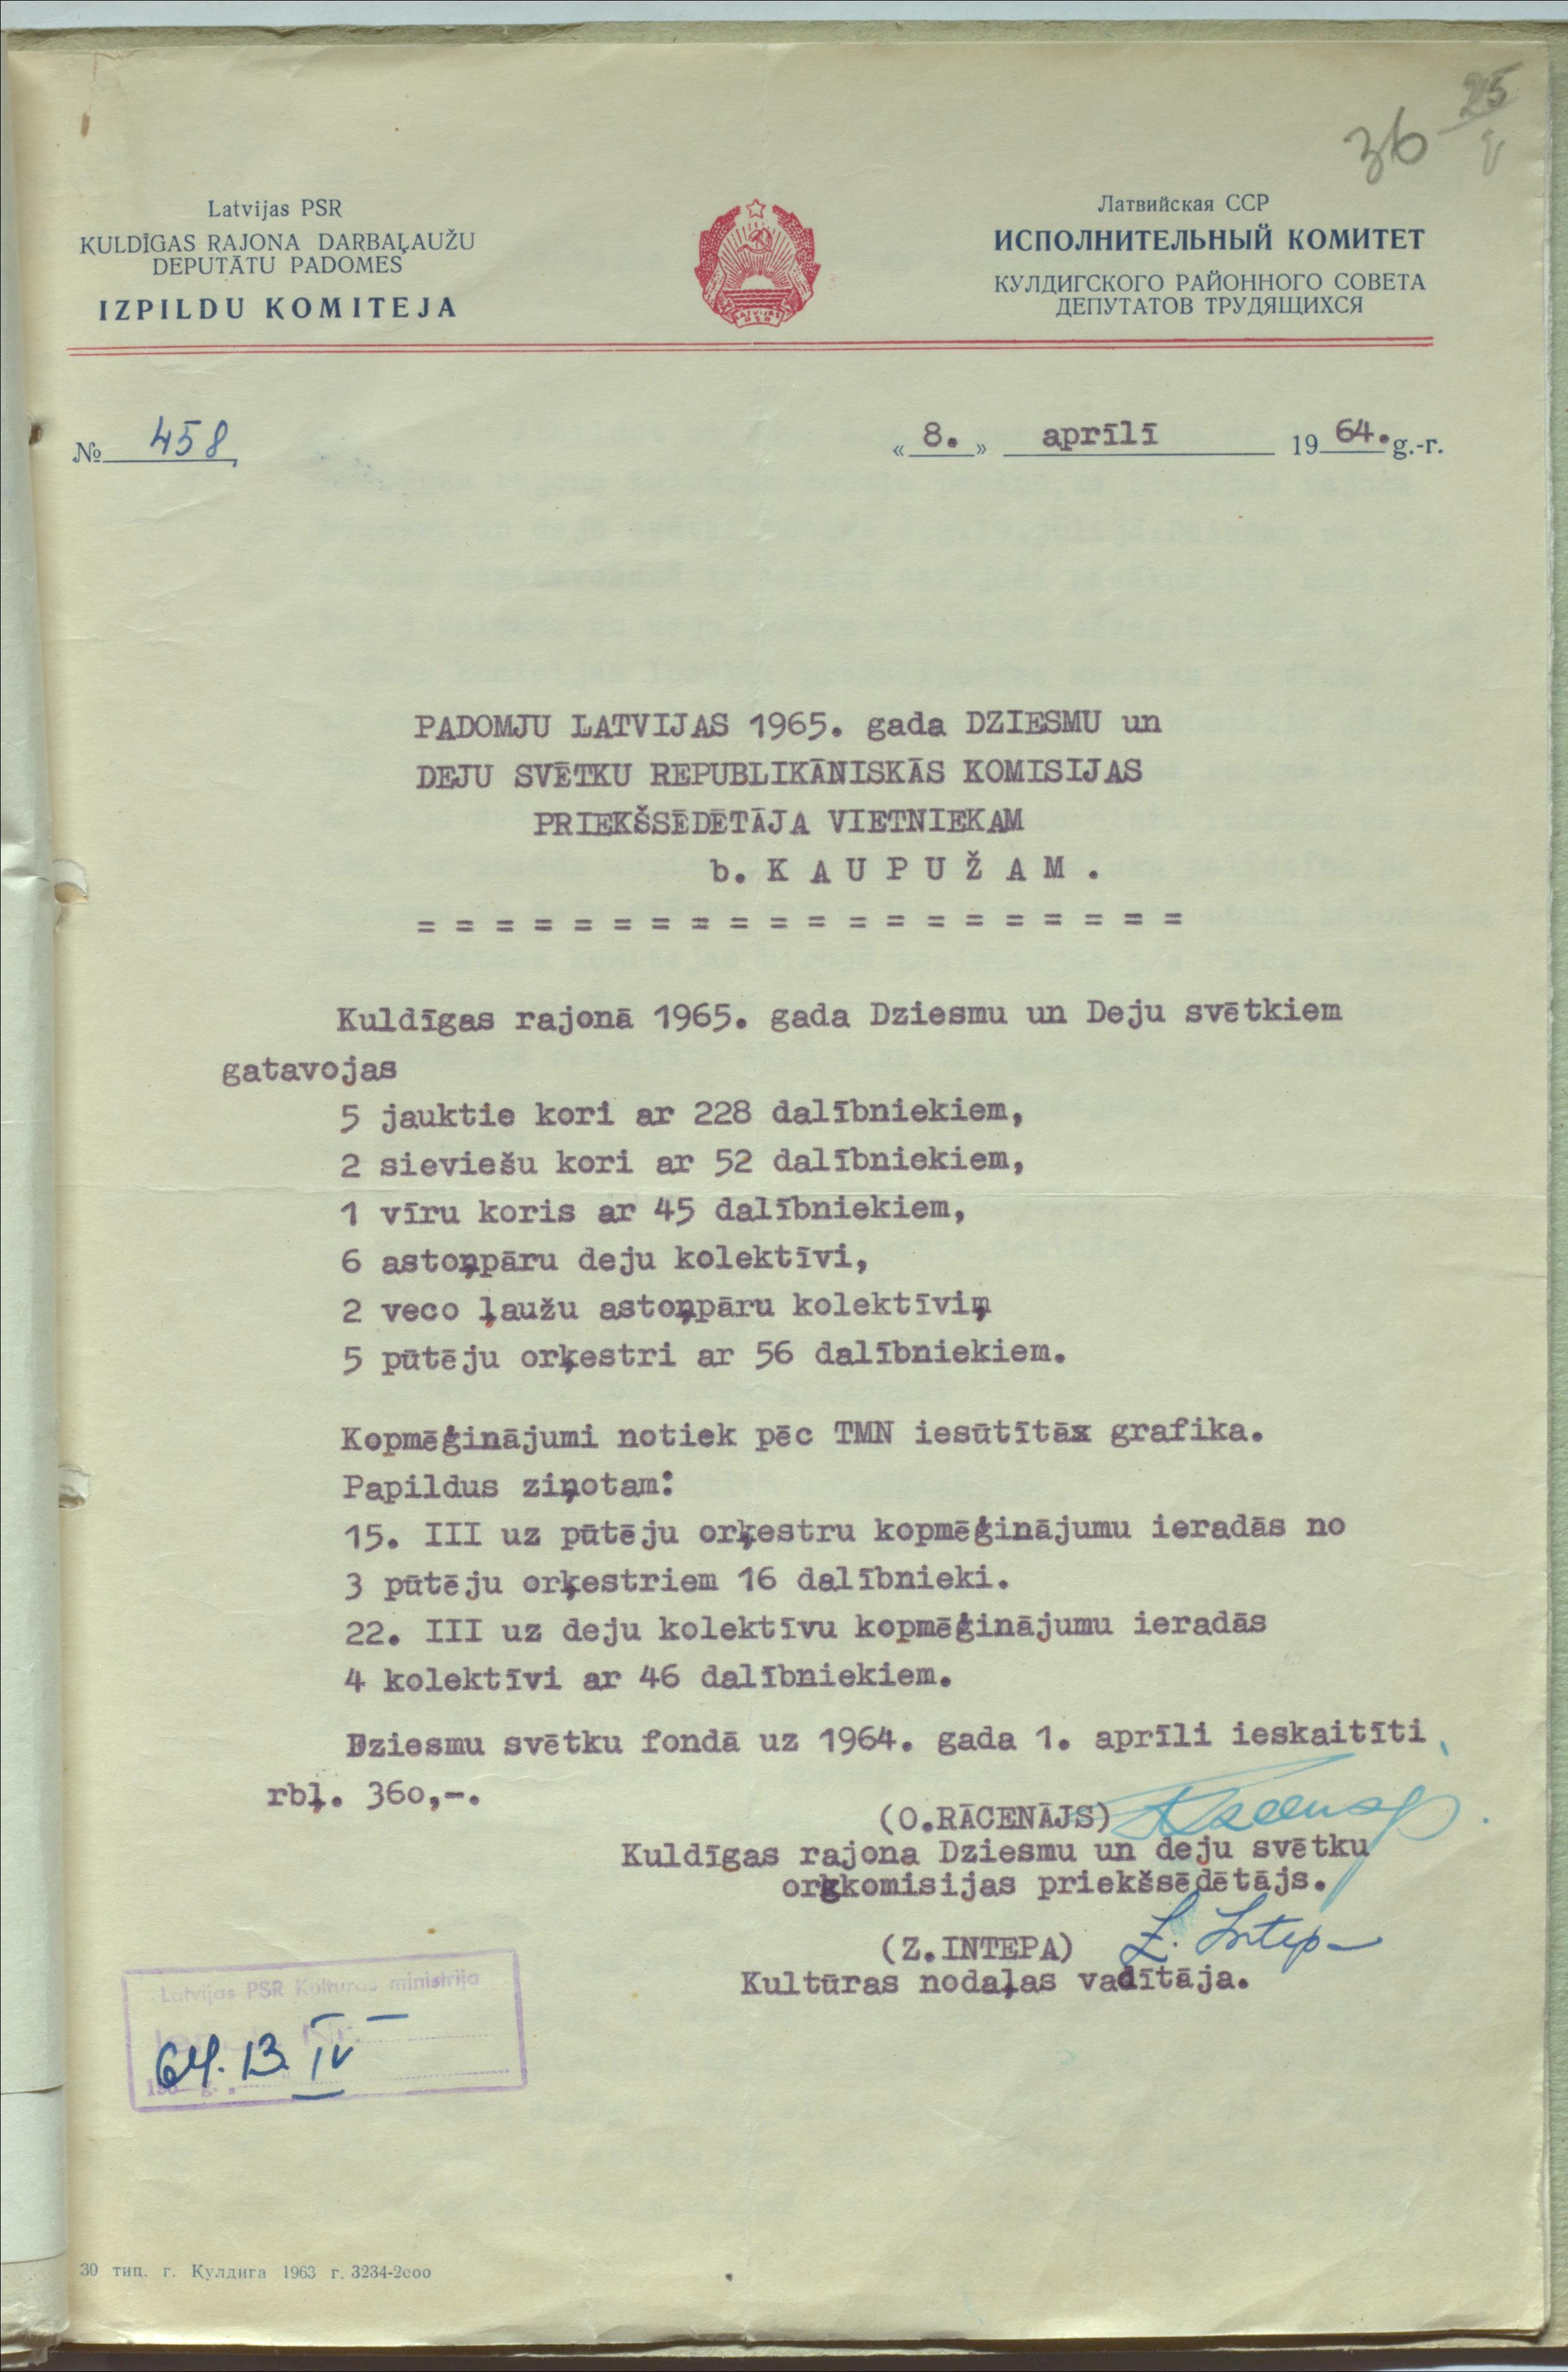 36 25
Latvijas PSR
KULDĪGAS RAJONA DARBAĻAUŽU
DEPUTĀTU PADOMES
IZPILDU KOMITEJA
LATVIJAS
PSR
Латвийская ССР
ИСПОЛНИТЕЛЬНЫЙ КОМИТЕТ
КУЛДИГСКОГО РАЙОННОГО СОВЕТА
ДЕПУТАТОВ ТРУДЯЩИХСЯ
№ 458
« 8. » aprīlī 1964. g.-г.
PADOMJU LATVIJAS 1965. gada DZIESMU un
DEJU SVĒTKU REPUBLIKĀNISKĀS KOMISIJAS
PRIEKŠSĒDĒTĀJA VIETNIEKAM
b. K A U P U Ž A M .
= = = = = = = = = = = = = = = = = = = =
Kuldīgas rajonā 1965. gada Dziesmu un Deju svētkiem
gatavojas
5 jauktie kori ar 228 dalībniekiem,
2 sieviešu kori ar 52 dalībniekiem,
1 vīru koris ar 45 dalībniekiem,
6 astoņpāru deju kolektīvi,
2 veco ļaužu astoņpāru kolektīvi,
5 pūtēju orķestri ar 56 dalībniekiem.
Kopmēģinājumi notiek pēc TMN iesūtītāx grafika.
Papildus ziņotam:
15. III uz pūtēju orķestru kopmēģinājumu ieradās no
3 pūtēju orķestriem 16 dalībnieki.
22. III uz deju kolektīvu kopmēģinājumu ieradās
4 kolektīvi ar 46 dalībniekiem.
Dziesmu svētku fondā uz 1964. gada 1. aprīli ieskaitīti
rbļ. 360,-.
(O.RĀCENĀJS)
Kuldīgas rajona Dziesmu un deju svētku
orgkomisijas priekšsēdētājs.
(Z.INTEPA) Z. Intep
Kultūras nodaļas vadītāja.
Latvijas PSR Kultūras ministrija
64. 13. IV
30 тип. г. Кулдига 1963 г. 3234-2000